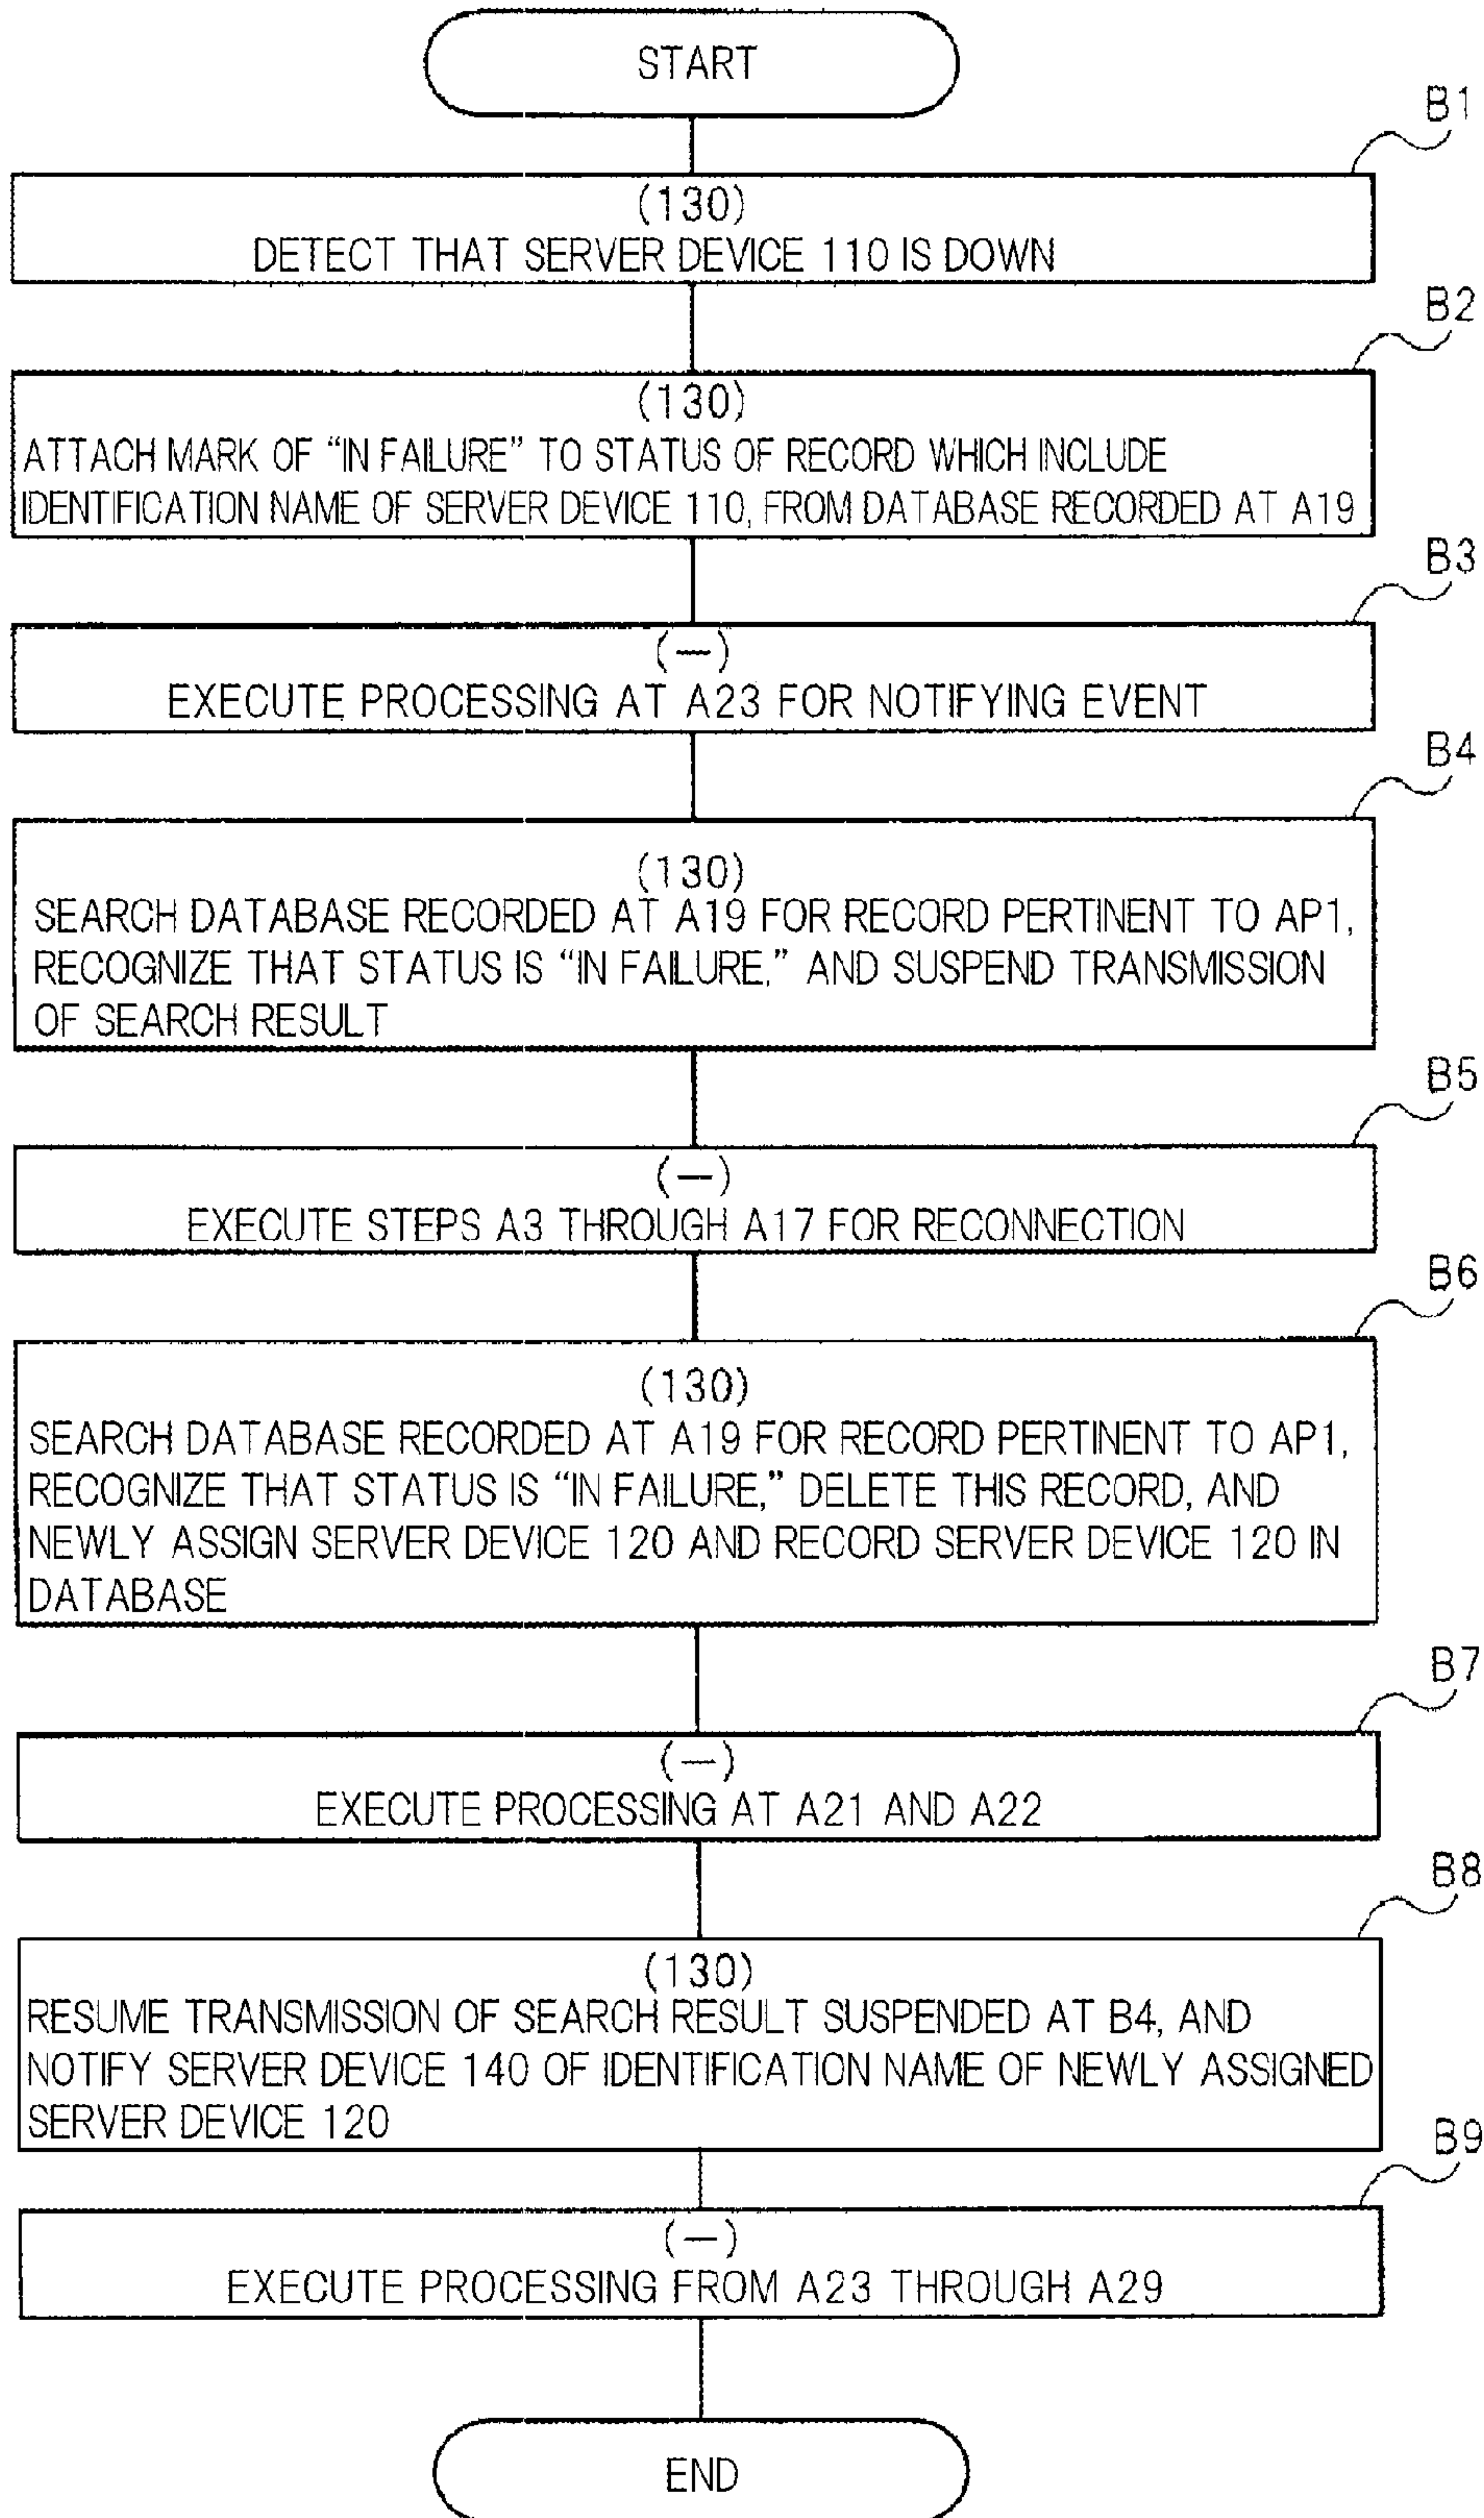 START
B1
(130)
DETECT THAT SERVER DEVICE 110 IS DOWN
B2
(130)
ATTACH MARK OF “IN FAILURE” TO STATUS OF RECORD WHICH INCLUDE
IDENTIFICATION NAME OF SERVER DEVICE 110, FROM DATABASE RECORDED AT A19
B3
(—)
EXECUTE PROCESSING AT A23 FOR NOTIFYING EVENT
B4
(130)
SEARCH DATABASE RECORDED AT A19 FOR RECORD PERTINENT TO AP1,
RECOGNIZE THAT STATUS IS “IN FAILURE,” AND SUSPEND TRANSMISSION
OF SEARCH RESULT
B5
(—)
EXECUTE STEPS A3 THROUGH A17 FOR RECONNECTION
B6
(130)
SEARCH DATABASE RECORDED AT A19 FOR RECORD PERTINENT TO AP1,
RECOGNIZE THAT STATUS IS “IN FAILURE,” DELETE THIS RECORD, AND
NEWLY ASSIGN SERVER DEVICE 120 AND RECORD SERVER DEVICE 120 IN
DATABASE
B7
(—)
EXECUTE PROCESSING AT A21 AND A22
B8
(130)
RESUME TRANSMISSION OF SEARCH RESULT SUSPENDED AT B4, AND
NOTIFY SERVER DEVICE 140 OF IDENTIFICATION NAME OF NEWLY ASSIGNED
SERVER DEVICE 120
B9
(—)
EXECUTE PROCESSING FROM A23 THROUGH A29
END